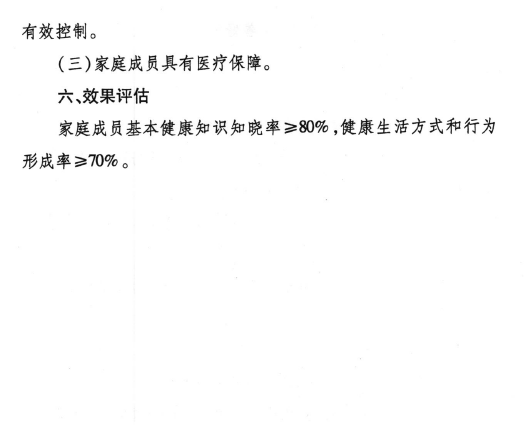 有效控制。
(三)家庭成员具有医疗保障。
六、效果评估
家庭成员基本健康知识知晓率≥80%,健康生活方式和行为
形成率≥70%。